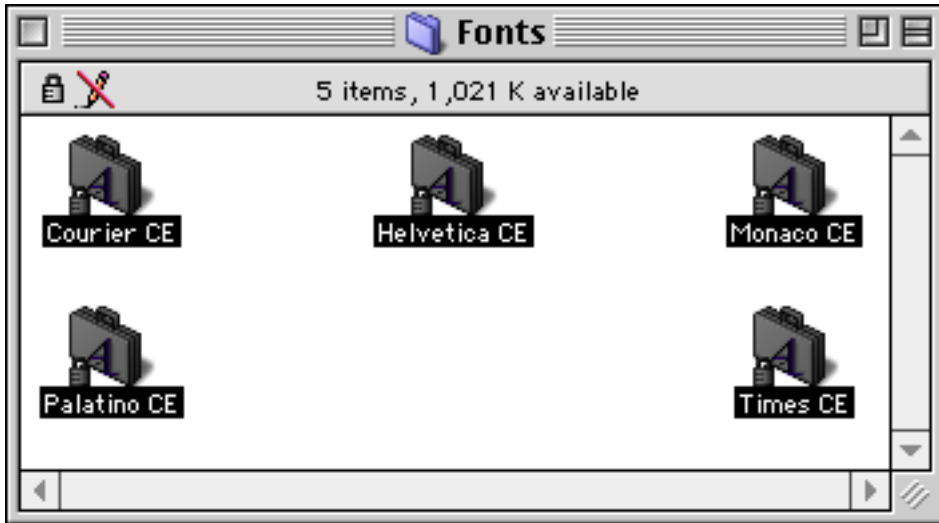 Fonts
5 items, 1,021 K available
Courier CE
Helvetica CE
Monaco CE
Palatino CE
Times CE